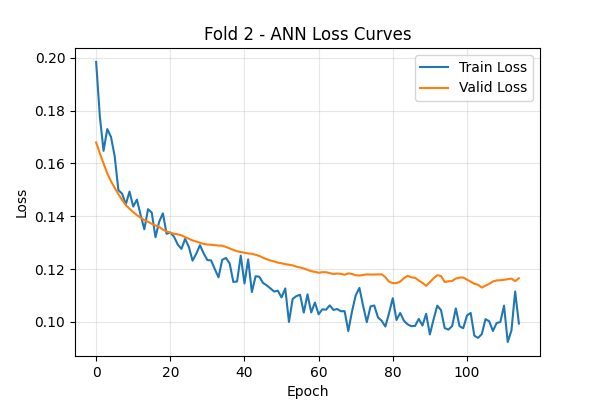 Fold 2 - ANN Loss Curves
Train Loss
Valid Loss
Loss
0.20
0.18
0.16
0.14
0.12
0.10
0 20 40 60 80 100
Epoch